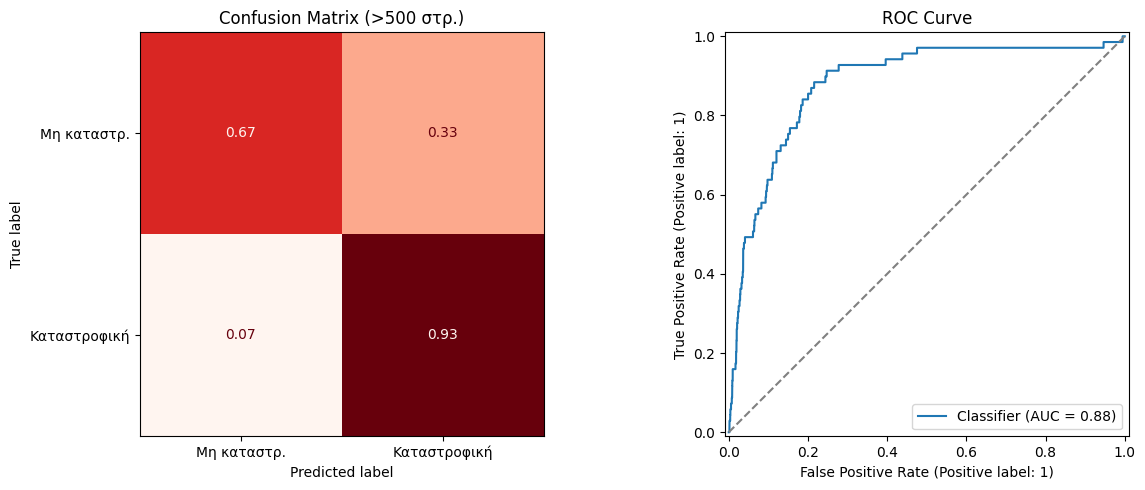 Confusion Matrix (>500 στρ.)
True label
Μη καταστρ.
0.67
0.33
Καταστροφική
0.07
0.93
Μη καταστρ.
Καταστροφική
Predicted label
ROC Curve
True Positive Rate (Positive label: 1)
1.0
0.8
0.6
0.4
0.2
0.0
Classifier (AUC = 0.88)
0.0
0.2
0.4
0.6
0.8
1.0
False Positive Rate (Positive label: 1)